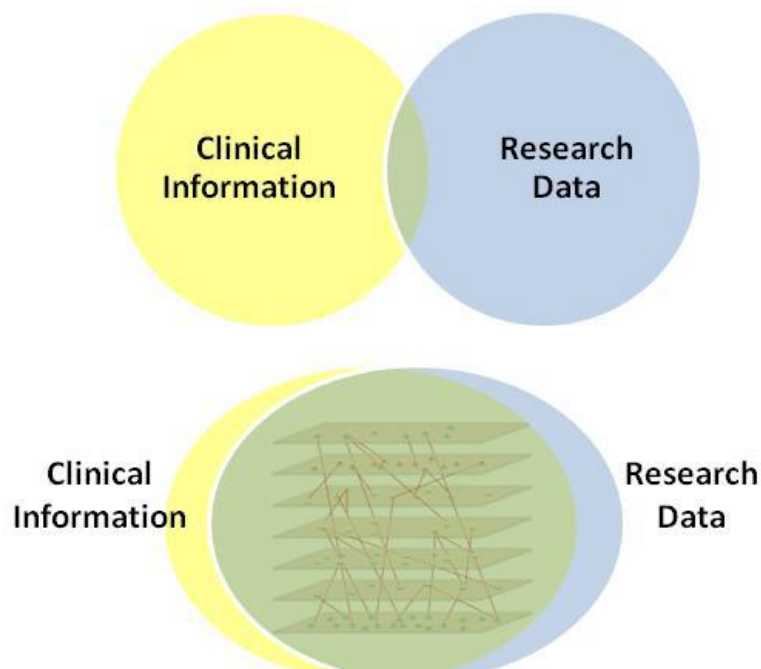 Clinical
Information
Research
Data
Clinical
Information
Research
Data